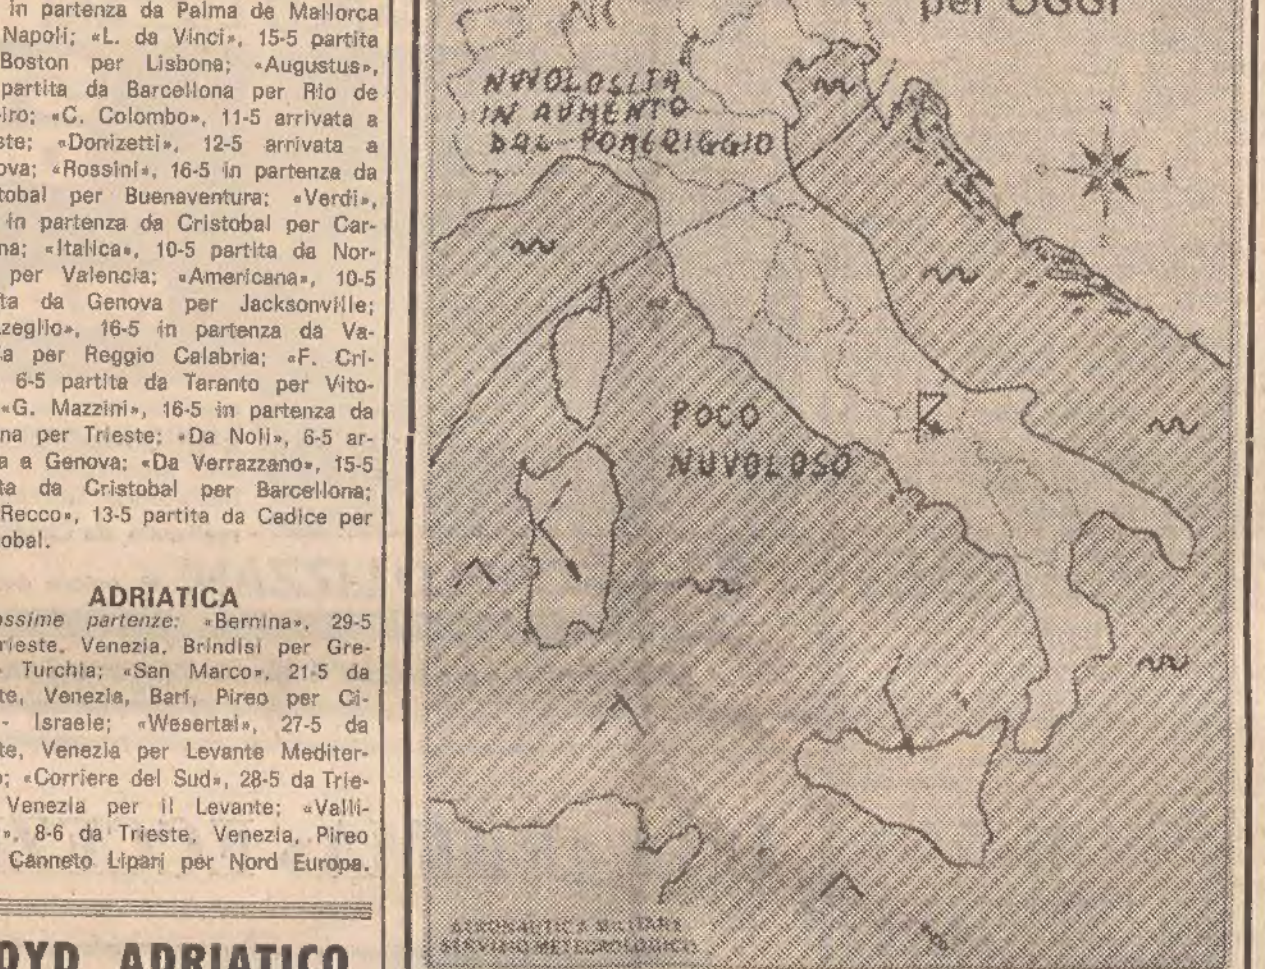 in partenza da Palma de Mallorca
Napoli; «L. da Vinci», 15-5 partita
Boston per Lisbona; «Augustus»,
partita da Barcellona per Rio de
iro; «C. Colombo», 11-5 arrivata a
ste; «Donizetti», 12-5 arrivata a
ova; «Rossini», 16-5 in partenza da
tobal per Buenaventura; «Verdi»,
in partenza da Cristobal per Car-
na; «Italica», 10-5 partita da Nor-
per Valencia; «Americana», 10-5
ta da Genova per Jacksonville;
zeglio», 16-5 in partenza da Va-
a per Reggio Calabria; «F. Cri-
6-5 partita da Taranto per Vito-
«G. Mazzini», 16-5 in partenza da
na per Trieste; «Da Noli», 6-5 ar-
a a Genova; «Da Verrazzano», 15-5
ta da Cristobal per Barcellona;
Recco», 13-5 partita da Cadice per
obal.
ADRIATICA
ossime partenze: «Bernina», 29-5
rieste, Venezia, Brindisi per Gre-
- Turchia; «San Marco», 21-5 da
te, Venezia, Bari, Pireo per Ci-
- Israele; «Wesertal», 27-5 da
te, Venezia per Levante Mediter-
o; «Corriere del Sud», 28-5 da Trie-
Venezia per il Levante; «Valli-
», 8-6 da Trieste, Venezia, Pireo
Canneto Lipari per Nord Europa.
OYD ADRIATICO
per OGGI
NUVOLOSITA
IN AUMENTO
DAL POMERIGGIO
POCO
NUVOLOSO
AERONAUTICA MILITARE
SERVIZIO METEOROLOGICO